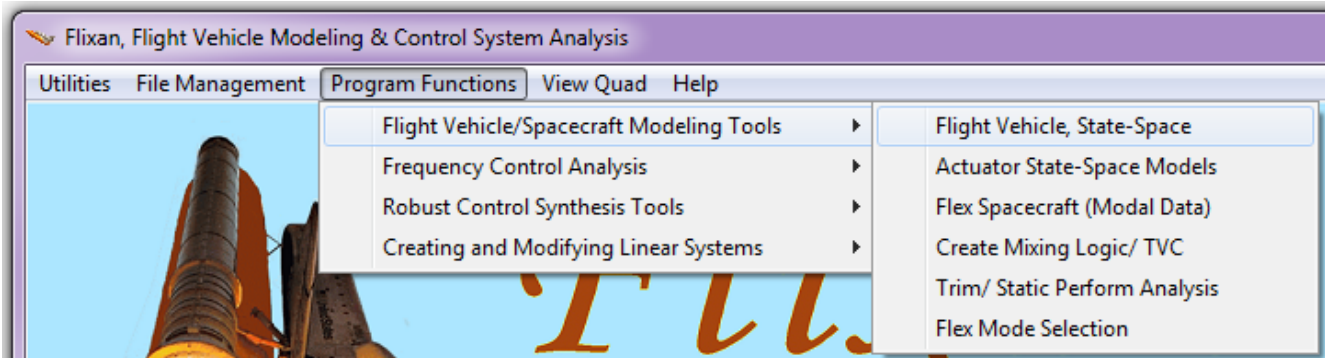 Flixan, Flight Vehicle Modeling & Control System Analysis
Utilities File Management Program Functions View Quad Help
Flight Vehicle/Spacecraft Modeling Tools
Frequency Control Analysis
Robust Control Synthesis Tools
Creating and Modifying Linear Systems
Flight Vehicle, State-Space
Actuator State-Space Models
Flex Spacecraft (Modal Data)
Create Mixing Logic/ TVC
Trim/ Static Perform Analysis
Flex Mode Selection